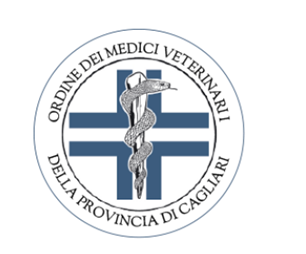 ORDINE DEI MEDICI VETERINARI
DELLA PROVINCIA DI CAGLIARI